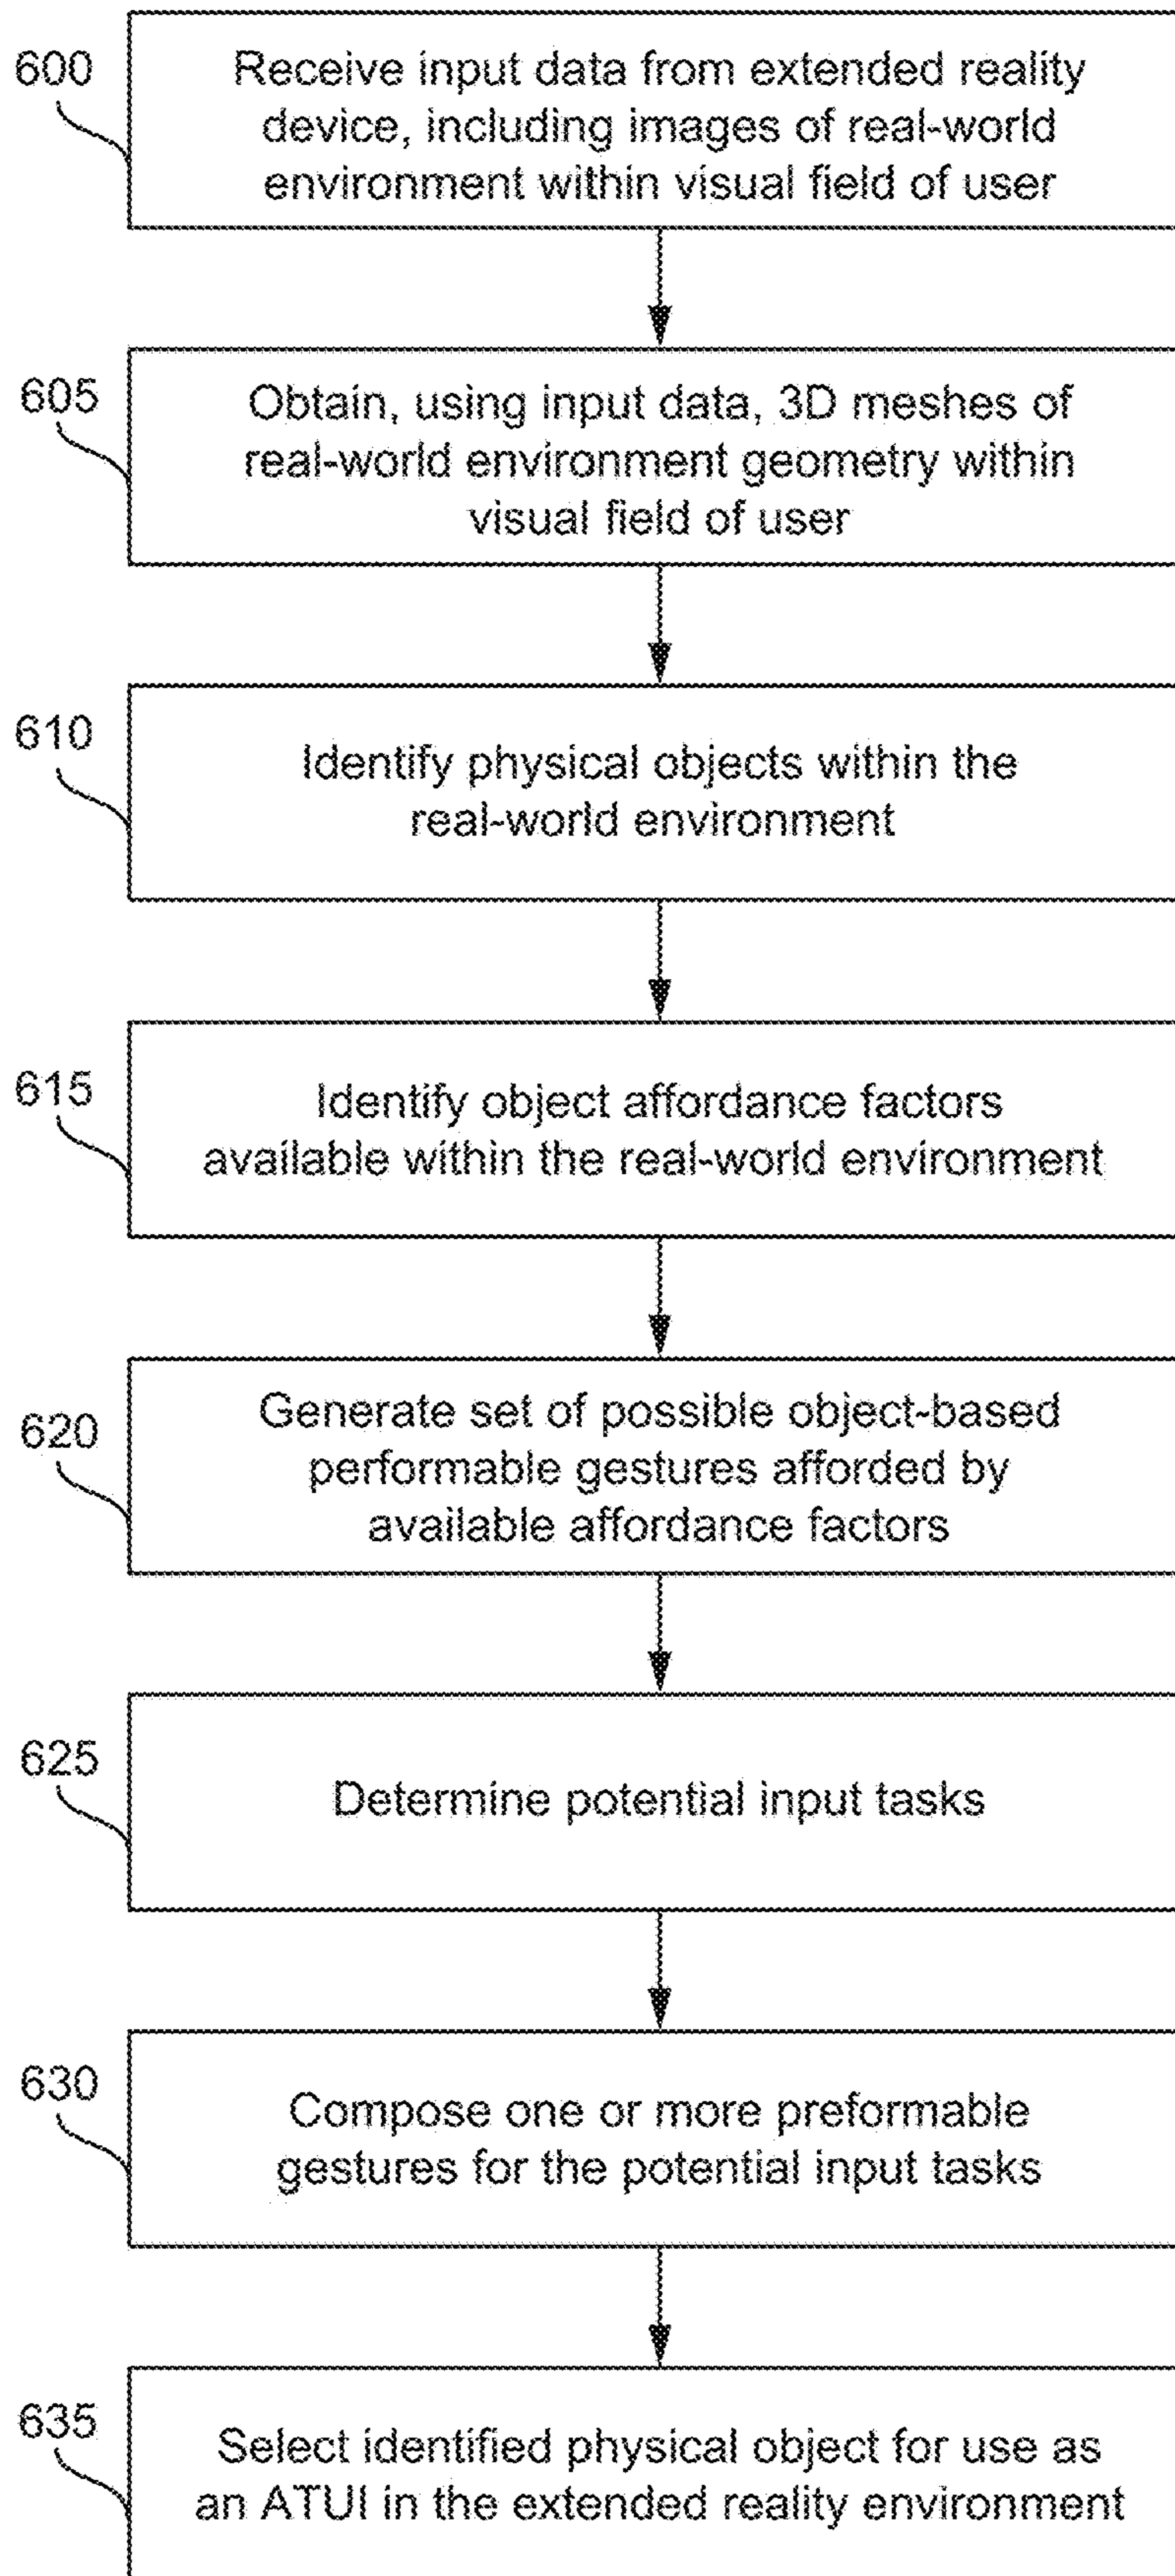 600
Receive input data from extended reality
device, including images of real-world
environment within visual field of user
605
Obtain, using input data, 3D meshes of
real-world environment geometry within
visual field of user
610
Identify physical objects within the
real-world environment
615
Identify object affordance factors
available within the real-world environment
620
Generate set of possible object-based
performable gestures afforded by
available affordance factors
625
Determine potential input tasks
630
Compose one or more preformable
gestures for the potential input tasks
635
Select identified physical object for use as
an ATUI in the extended reality environment